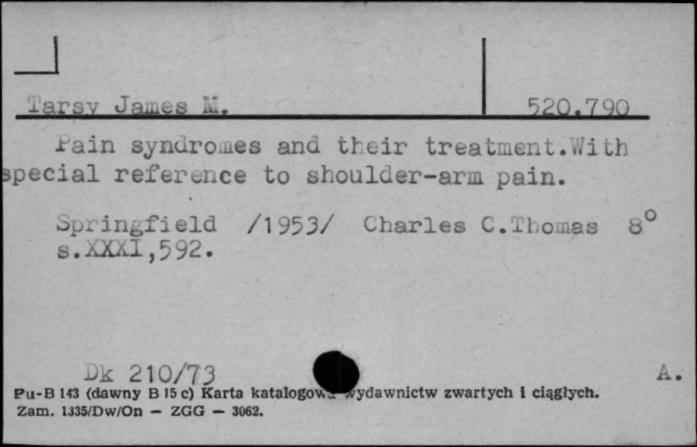 Tarsy James M. 520.790
Pain syndromes and their treatment.With
special reference to shoulder-arm pain.
Springfield /1953/ Charles C.Thomas 8°
s.XXXI,592.
Dk 210/73 A.
Pu-B 143 (dawny B 15 c) Karta katalogowa wydawnictw zwartych i ciągłych.
Zam. 1335/Dw/On — ZGG — 3062.